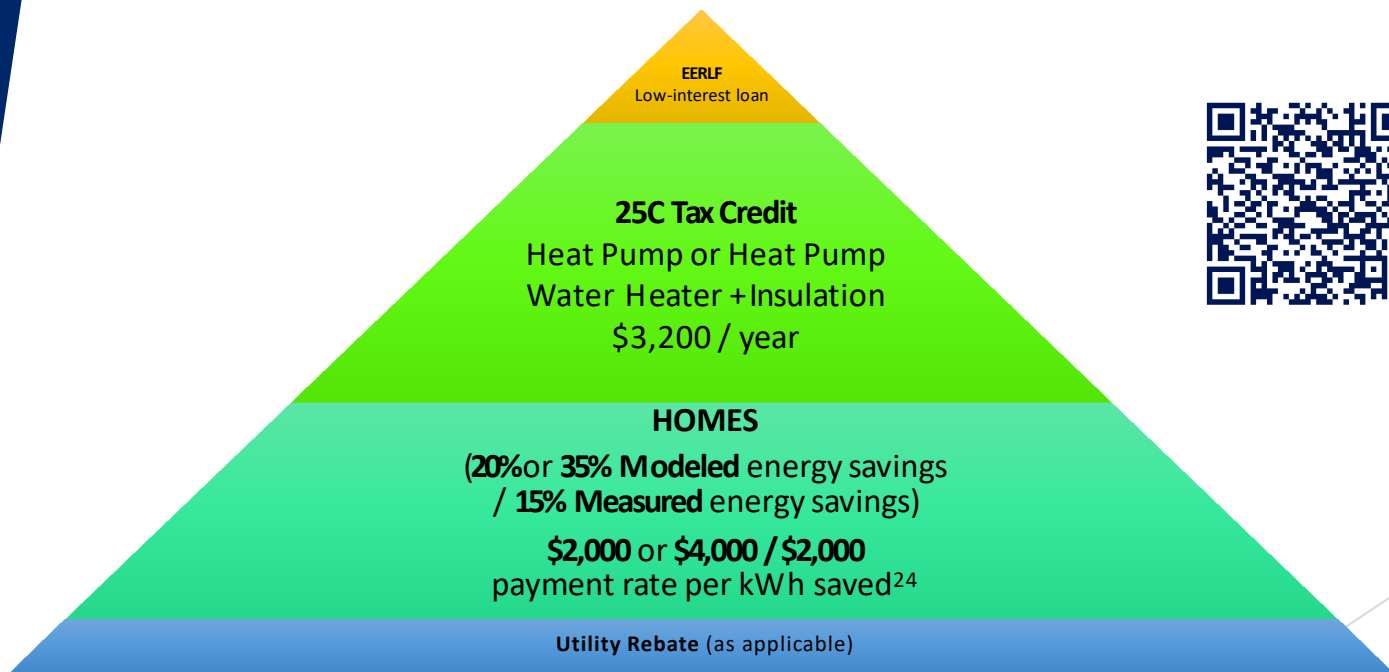 EERLF
Low-interest loan
25C Tax Credit
Heat Pump or Heat Pump
Water Heater +Insulation
$3,200 / year
HOMES
(20%or 35% Modeled energy savings
/ 15% Measured energy savings)
$2,000 or $4,000 / $2,000
payment rate per kWh saved24
Utility Rebate (as applicable)